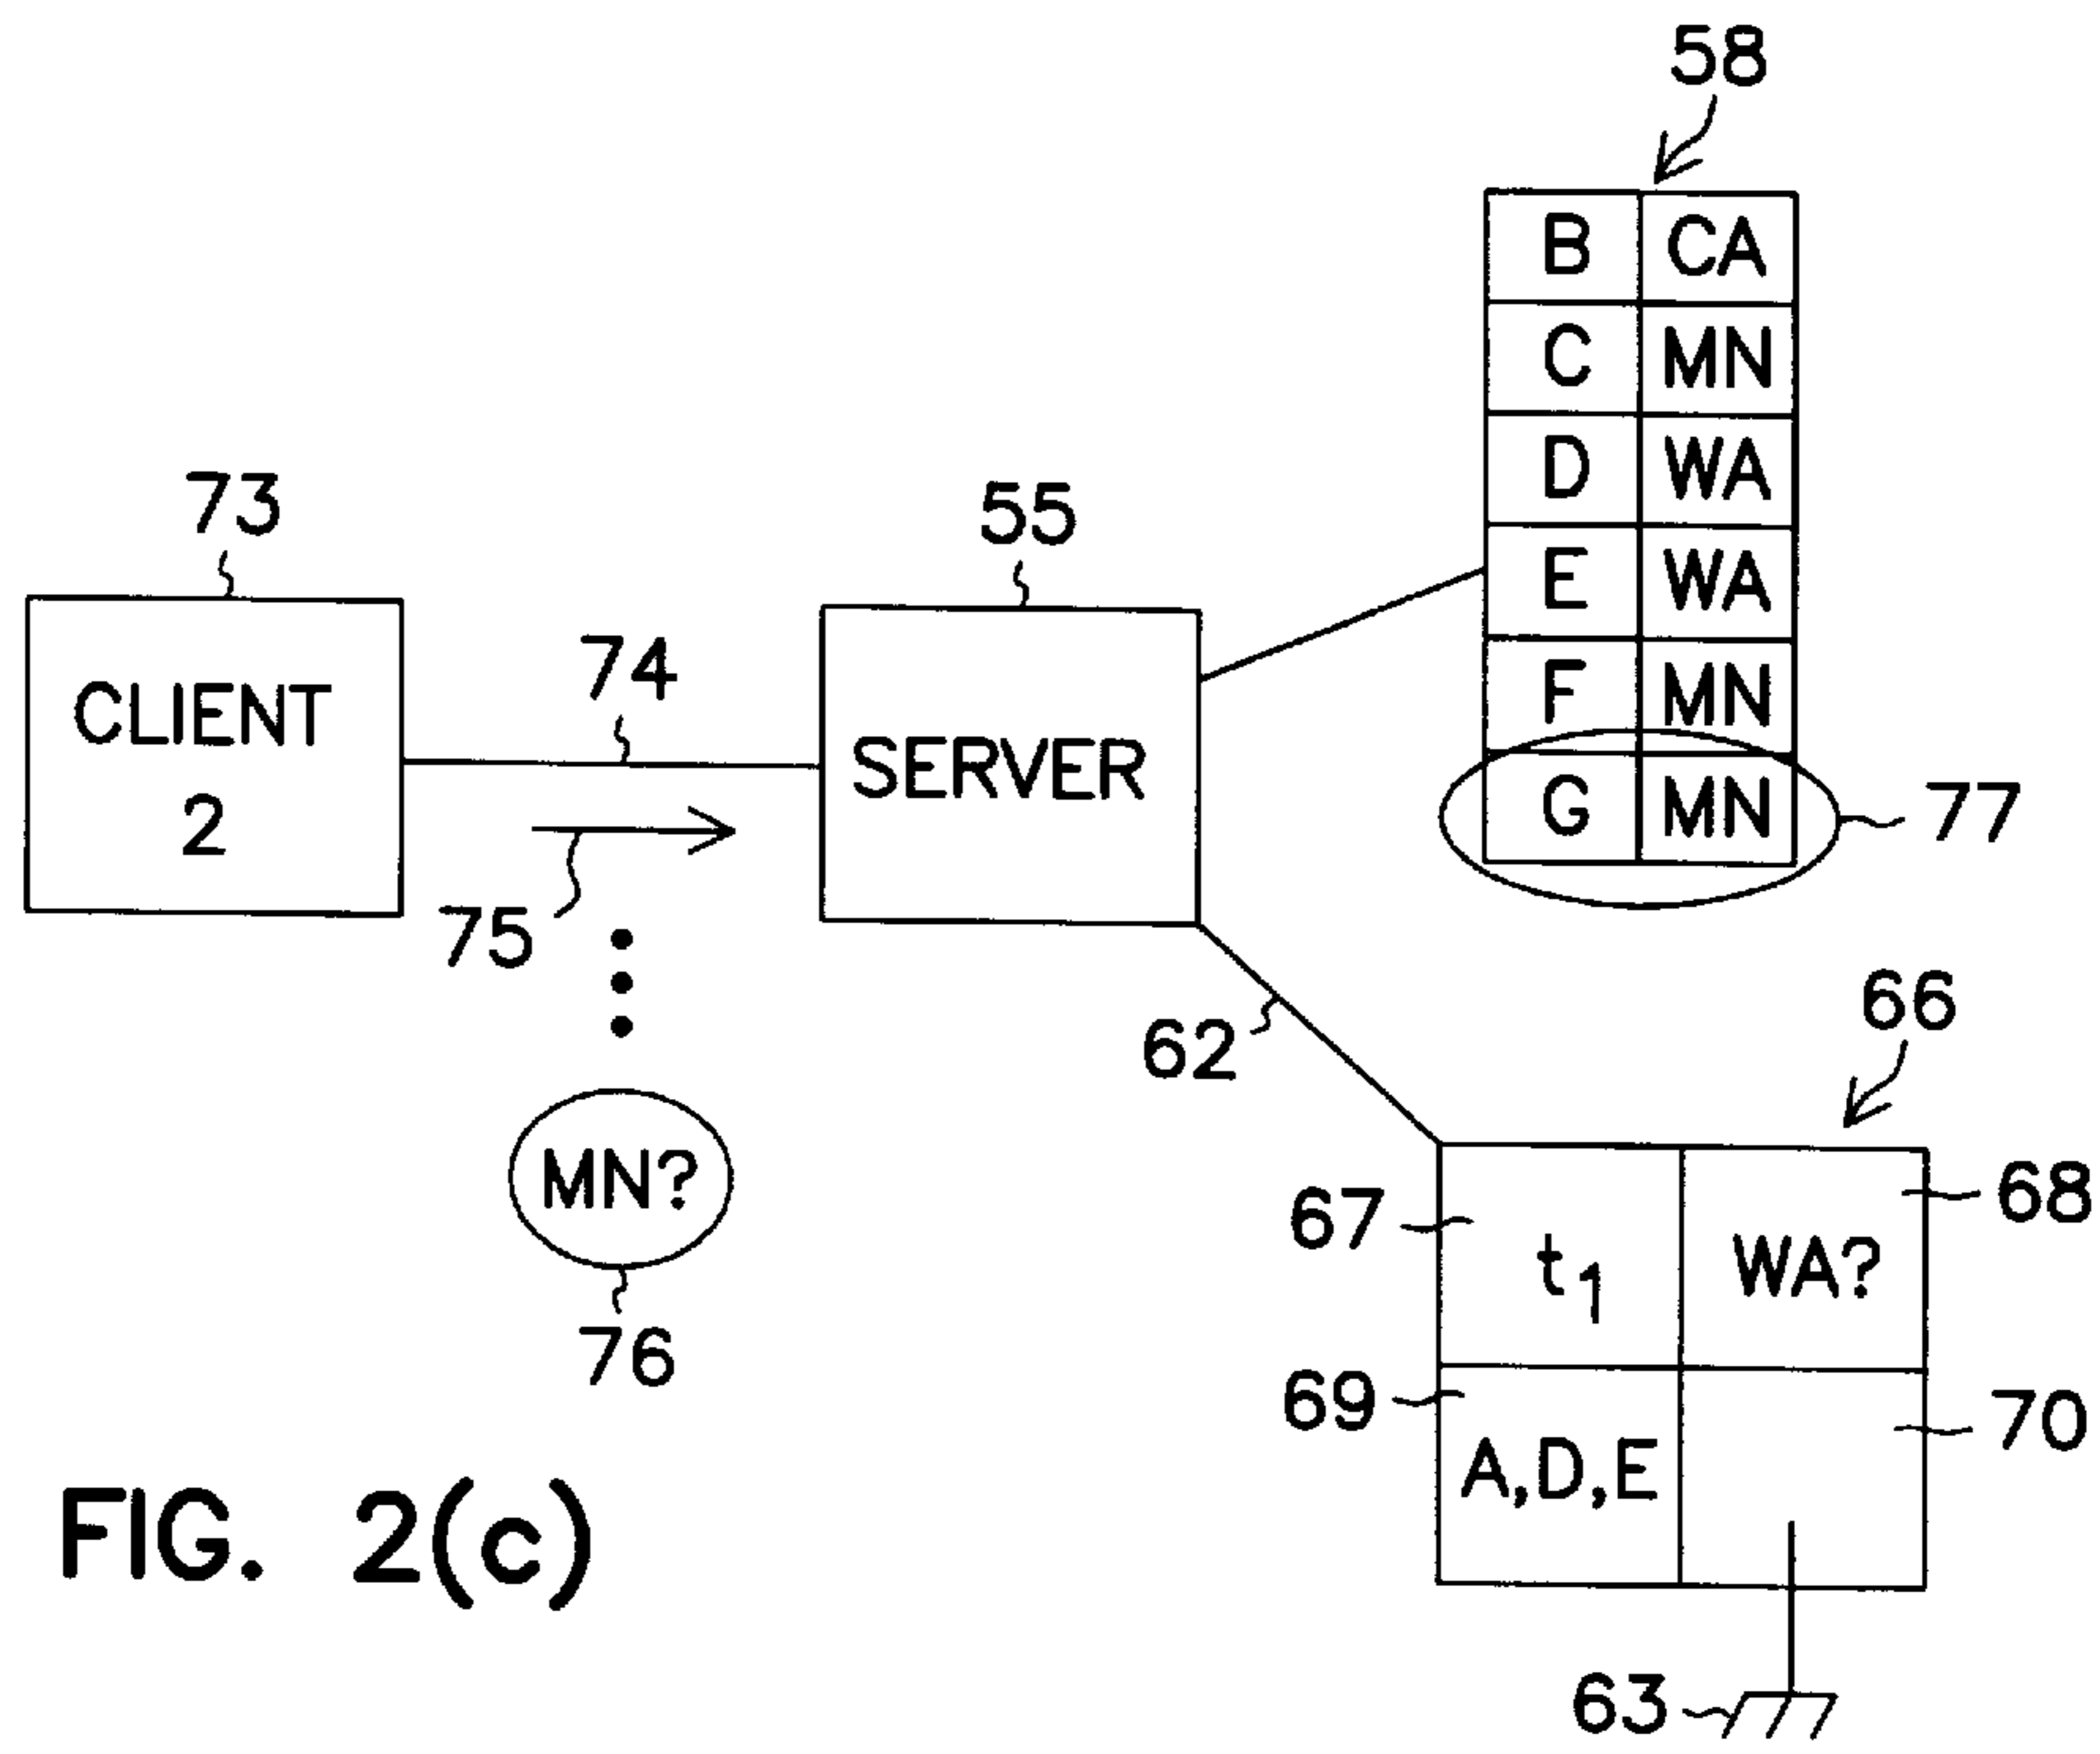 58
B CA
C MN
D WA
E WA
F MN
G MN
77
73
CLIENT
2
74
75
55
SERVER
MN?
76
62
66
67
t1
WA?
68
69
A,D,E
70
63
FIG. 2(c)